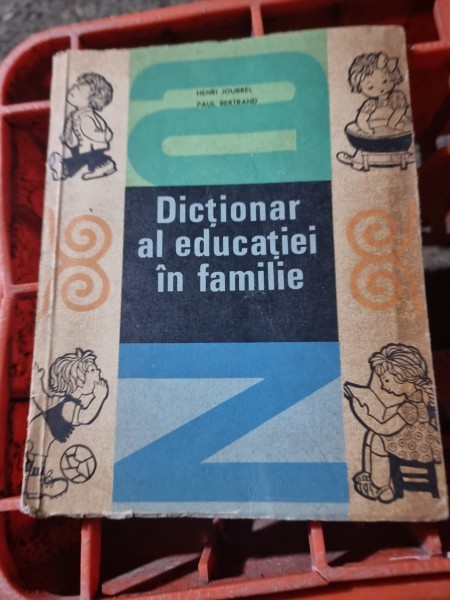 a
HENRI JOUBREL
PAUL BERTRAND
Dicționar
al educației
în familie
Z